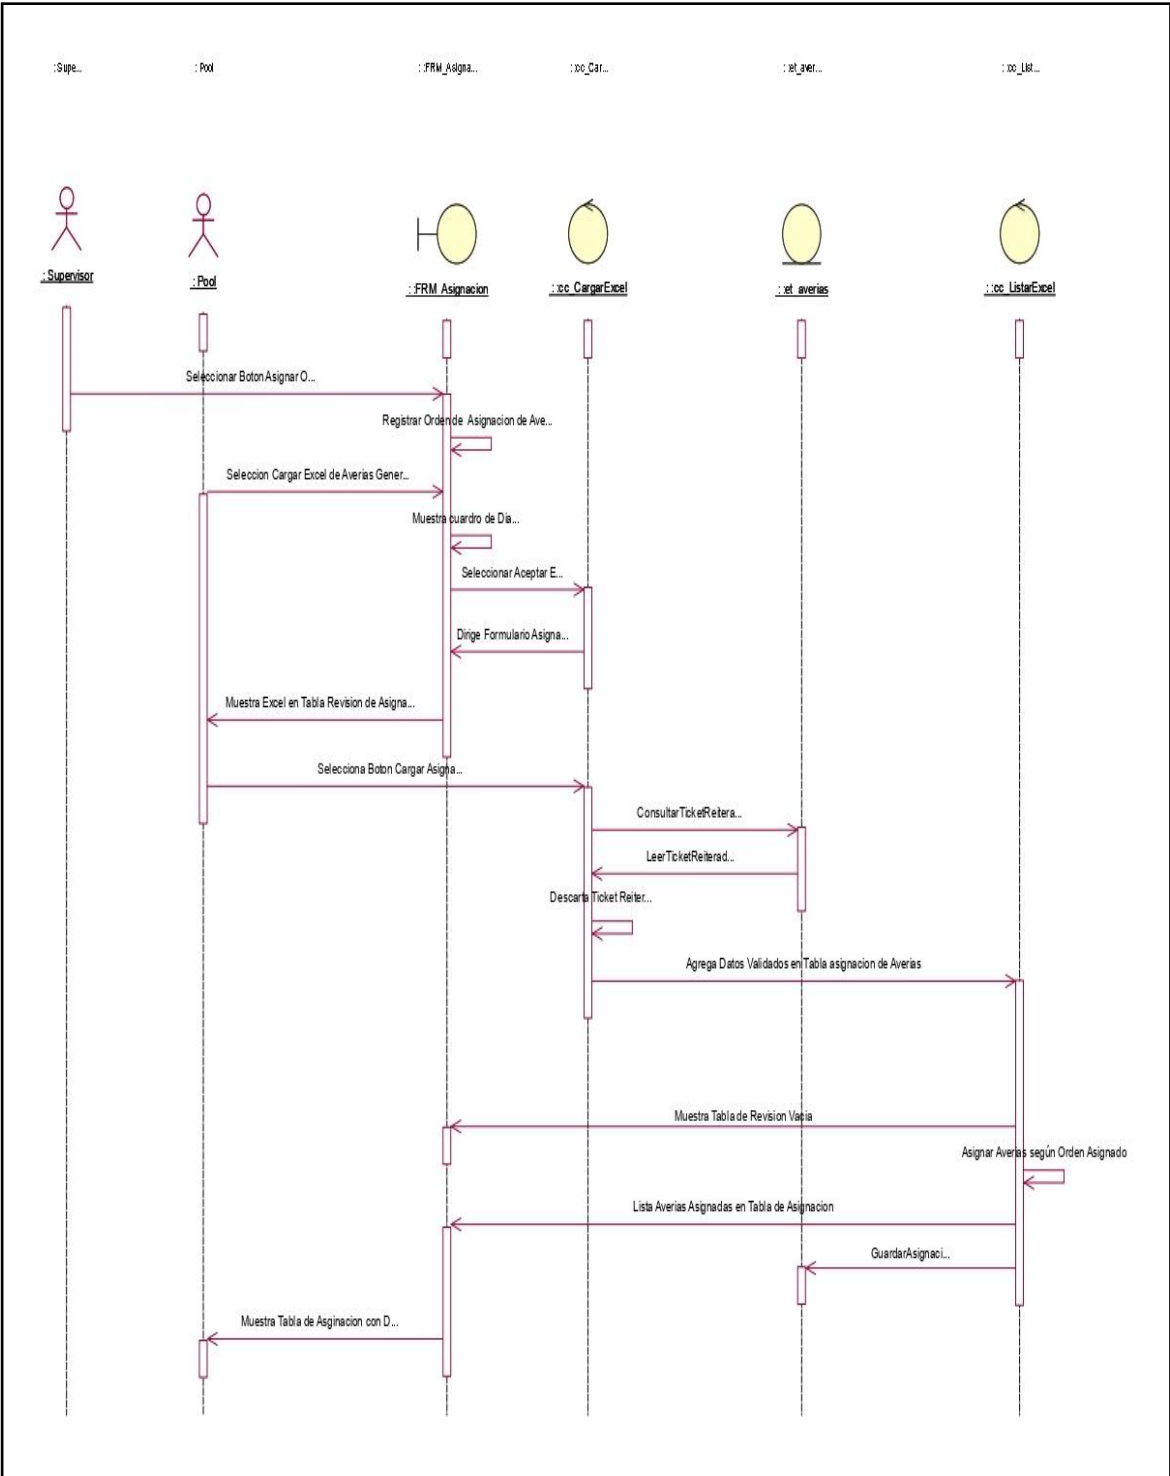 : Supe...
: Pool
: :FRM_Asigna...
: :cc_Car...
: :et_aver...
: :cc_List...
: Supervisor
: Pool
: :FRM_Asignacion
: :cc_CargarExcel
: :et_averias
: :cc_ListarExcel
Seleccionar Boton Asignar O...
Registrar Orden de Asignacion de Ave...
Seleccion Cargar Excel de Averias Gener...
Muestra cuardro de Dia...
Seleccionar Aceptar E...
Dirige Formulario Asigna...
Muestra Excel en Tabla Revision de Asigna...
Selecciona Boton Cargar Asigna...
ConsultarTicketReitera...
LeerTicketReiterad...
Descarta Ticket Reiter...
Agrega Datos Validados en Tabla asignacion de Averias
Muestra Tabla de Revision Vacia
Asignar Averias según Orden Asignado
Lista Averias Asignadas en Tabla de Asignacion
GuardarAsignaci...
Muestra Tabla de Asginacion con D...